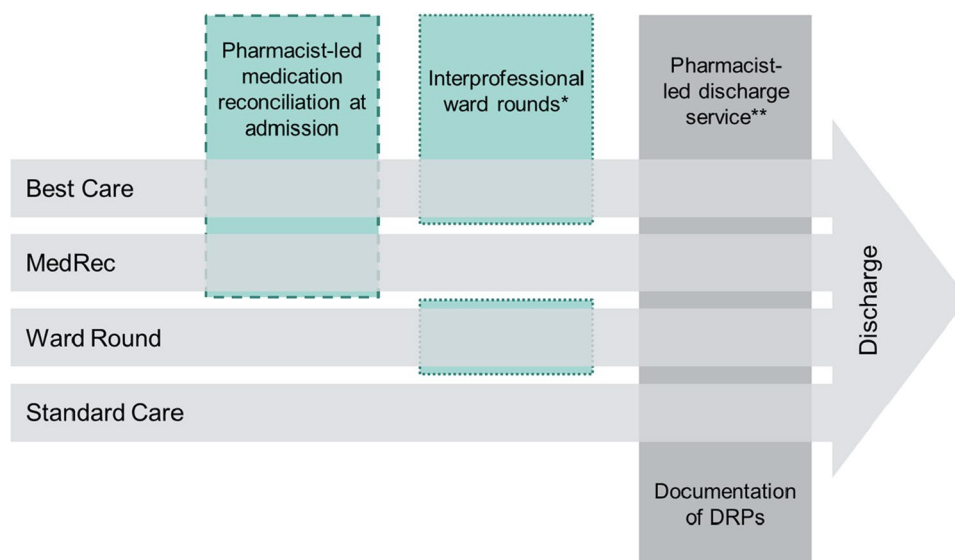 Pharmacist-led
medication
reconciliation at
admission
Interprofessional
ward rounds*
Pharmacist-
led discharge
service**
Best Care
MedRec
Ward Round
Standard Care
Discharge
Documentation
of DRPs